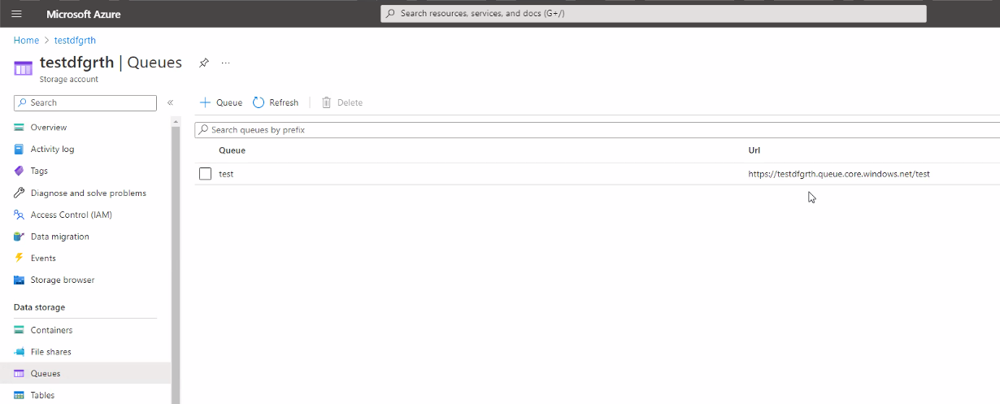 Microsoft Azure
Search resources, services, and docs (G+/)
Home > testdfgrth
testdfgrth | Queues
...
Storage account
Search
«
Queue
Refresh
Delete
Overview
Activity log
Tags
Diagnose and solve problems
Access Control (IAM)
Data migration
Events
Storage browser
Data storage
Containers
File shares
Queues
Tables
Search queues by prefix
Queue Url
test https://testdfgrth.queue.core.windows.net/test